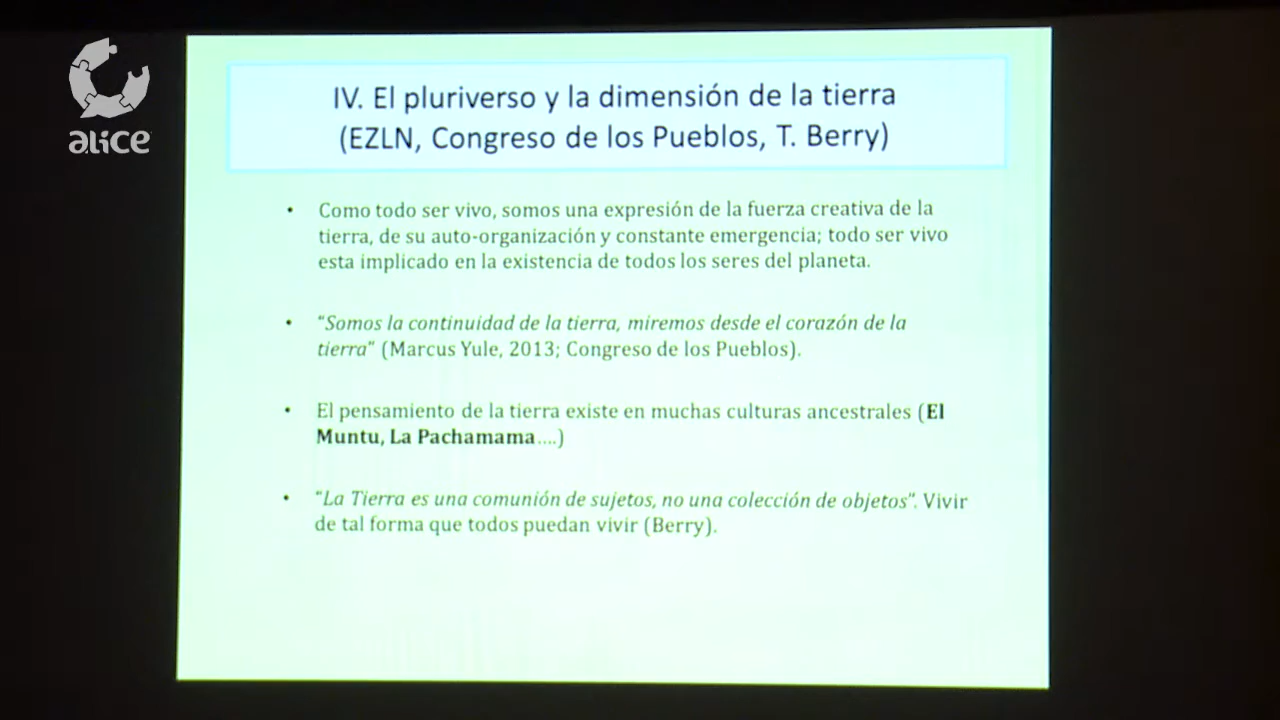 alice
IV. El pluriverso y la dimensión de la tierra
(EZLN, Congreso de los Pueblos, T. Berry)
• Como todo ser vivo, somos una expresión de la fuerza creativa de la
tierra, de su auto-organización y constante emergencia; todo ser vivo
esta implicado en la existencia de todos los seres del planeta.
• “Somos la continuidad de la tierra, miremos desde el corazón de la
tierra” (Marcus Yule, 2013; Congreso de los Pueblos).
• El pensamiento de la tierra existe en muchas culturas ancestrales (El
Muntu, La Pachamama….)
• “La Tierra es una comunión de sujetos, no una colección de objetos”. Vivir
de tal forma que todos puedan vivir (Berry).